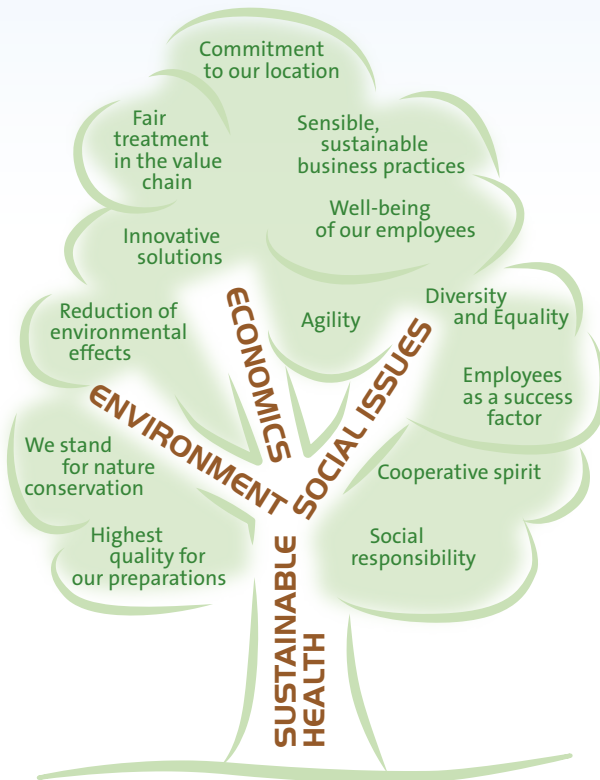 Commitment
to our location
Fair
treatment
in the value
chain
Sensible,
sustainable
business practices
Well-being
of our employees
Innovative
solutions
Diversity
and Equality
Agility
Reduction of
environmental
effects
ECONOMICS
SOCIAL ISSUES
ENVIRONMENT
Employees
as a success
factor
We stand
for nature
conservation
Cooperative spirit
Highest
quality for
our preparations
Social
responsibility
SUSTAINABLE
HEALTH